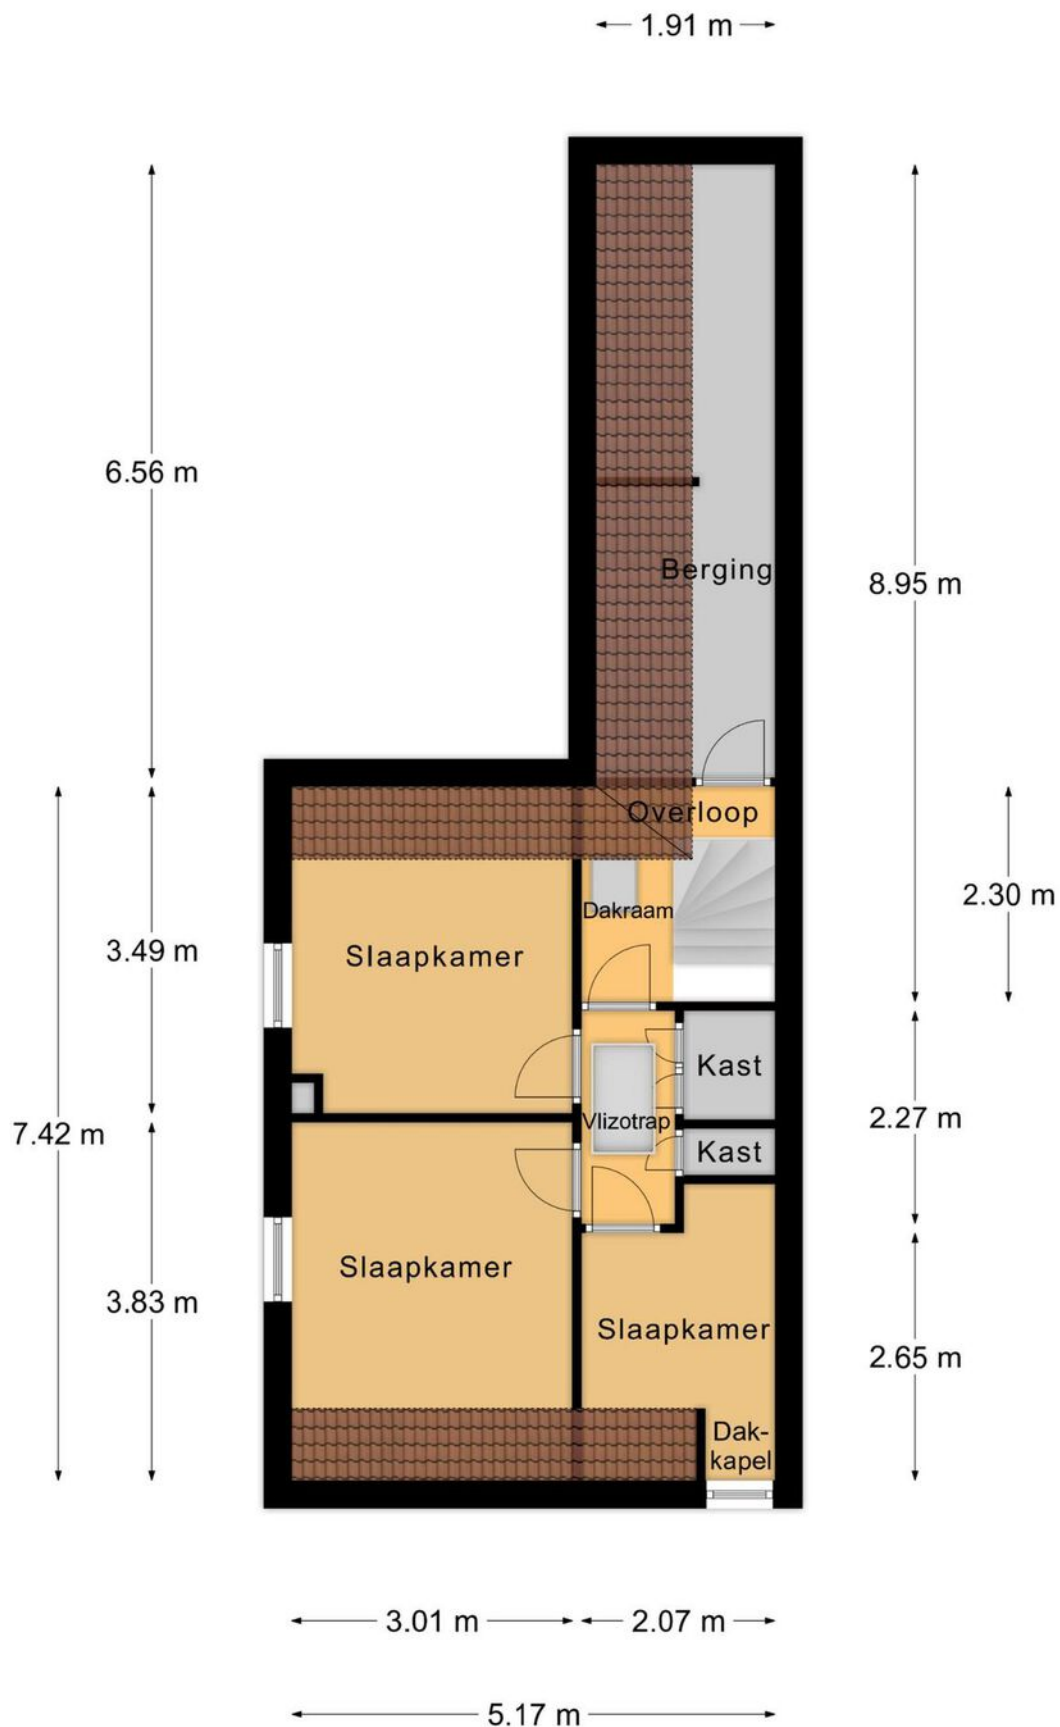 1.91 m
6.56 m
Berging
8.95 m
Overloop
2.30 m
Dakraam
3.49 m
Slaapkamer
Kast
Vlizotrap
2.27 m
7.42 m
Kast
Slaapkamer
3.83 m
Slaapkamer
2.65 m
Dak-
kapel
3.01 m
2.07 m
5.17 m